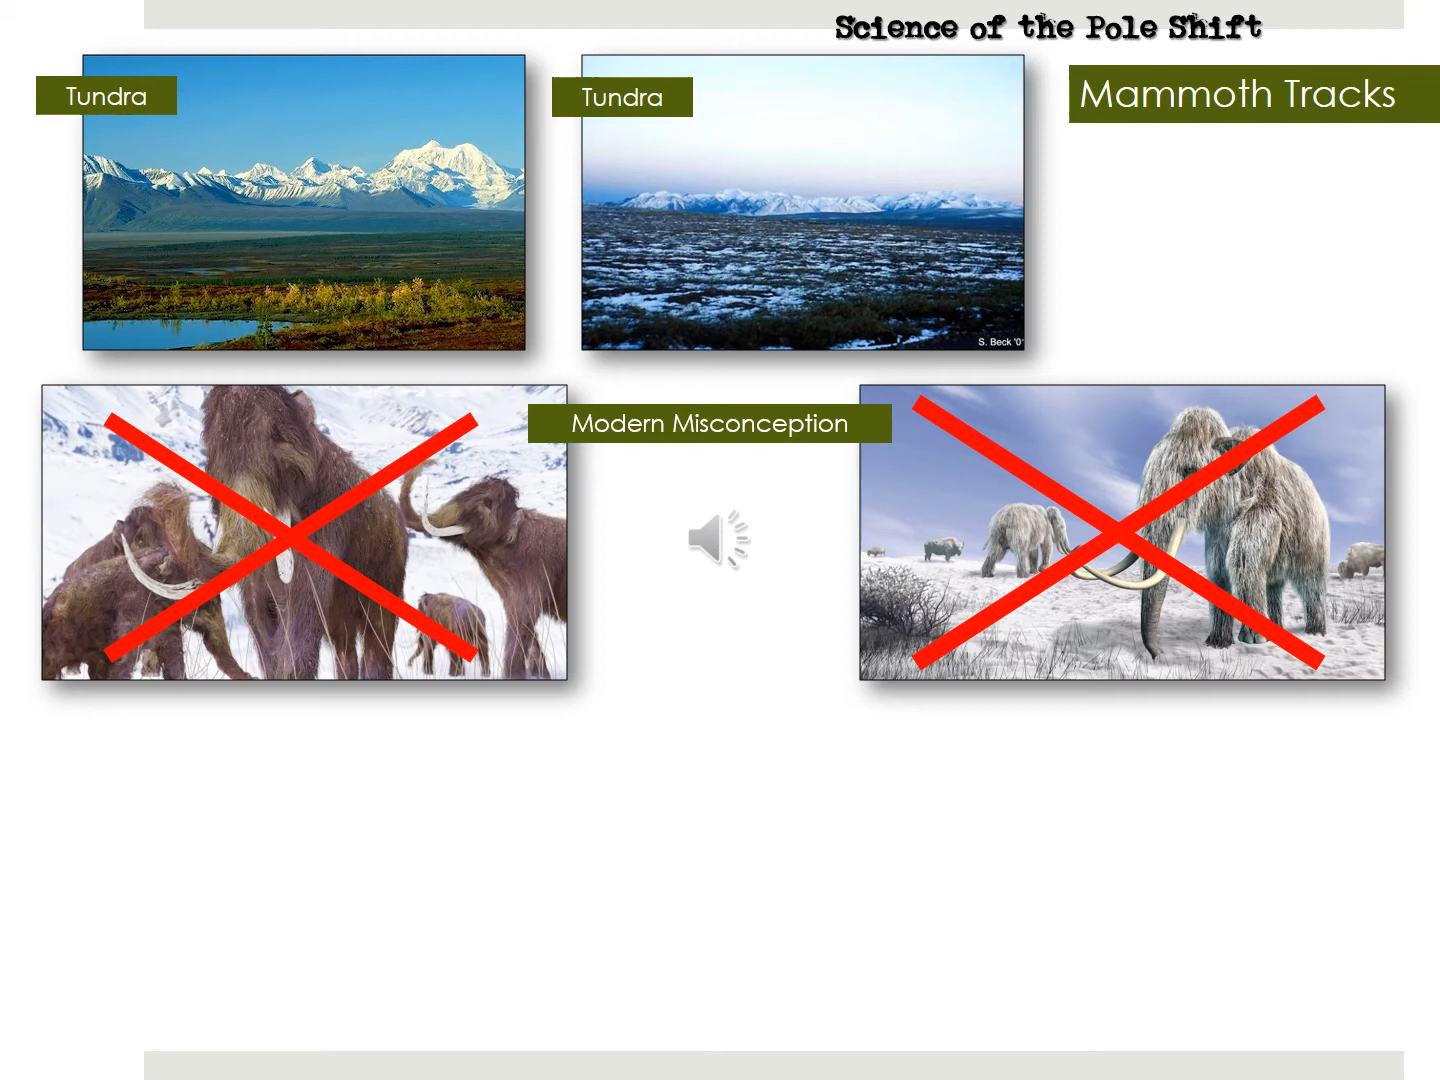 Science of the Pole Shift
Mammoth Tracks
Tundra
Tundra
S. Beck '0
Modern Misconception